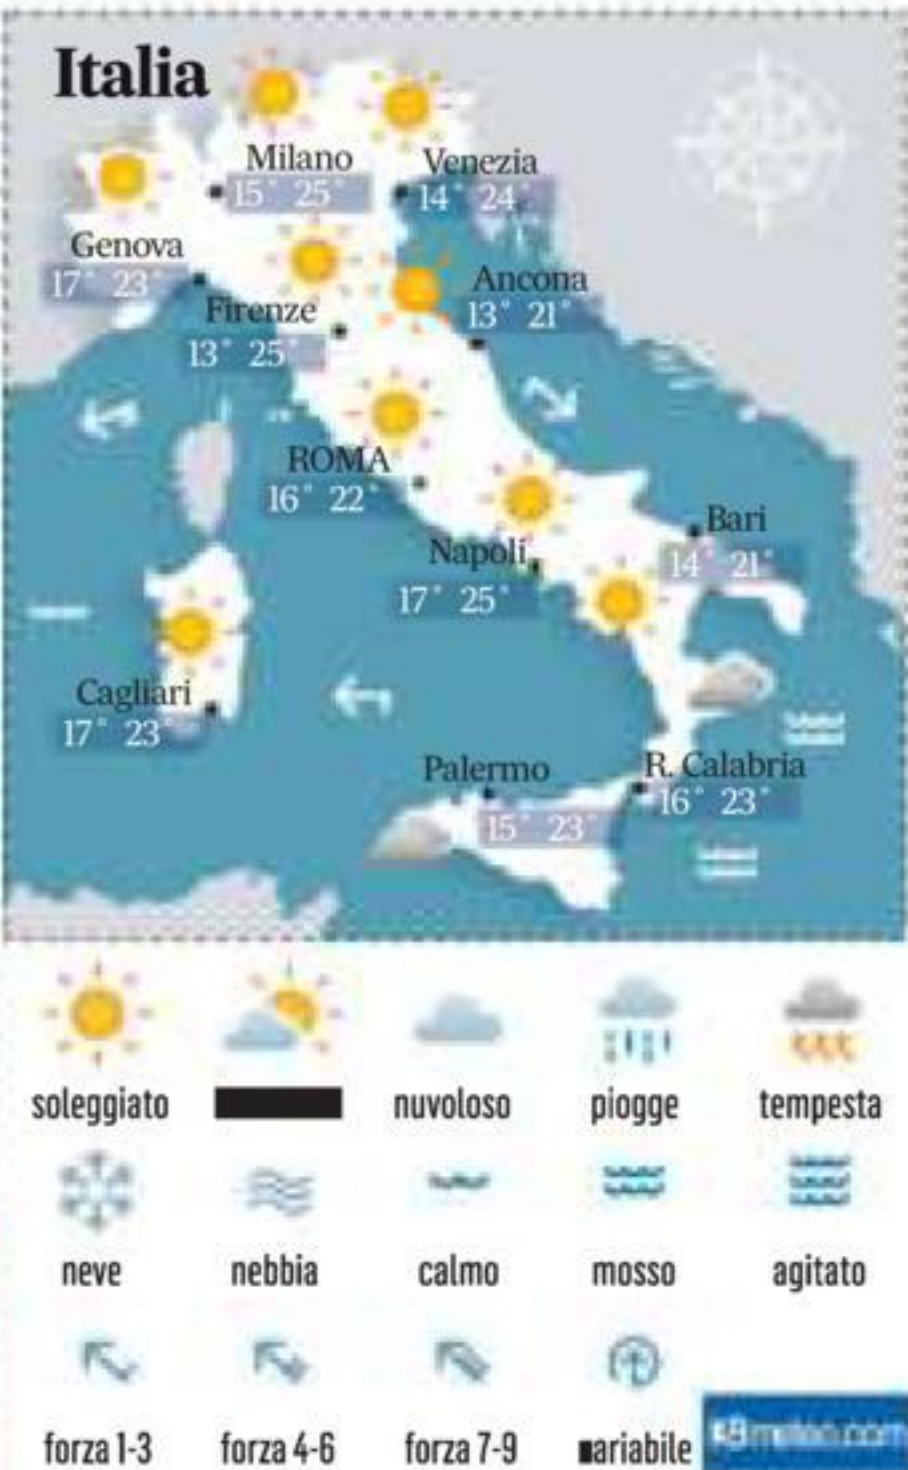 Italia
Milano
15° 25°
Venezia
14° 24°
Genova
17° 23°
Ancona
13° 21°
Firenze
13° 25°
ROMA
16° 22°
Bari
14° 21°
Napoli
17° 25°
Cagliari
17° 23°
Palermo
15° 23°
R. Calabria
16° 23°
soleggiato
nuvoloso
piogge
tempesta
neve
nebbia
calmo
mosso
agitato
forza 1-3
forza 4-6
forza 7-9
ariabile